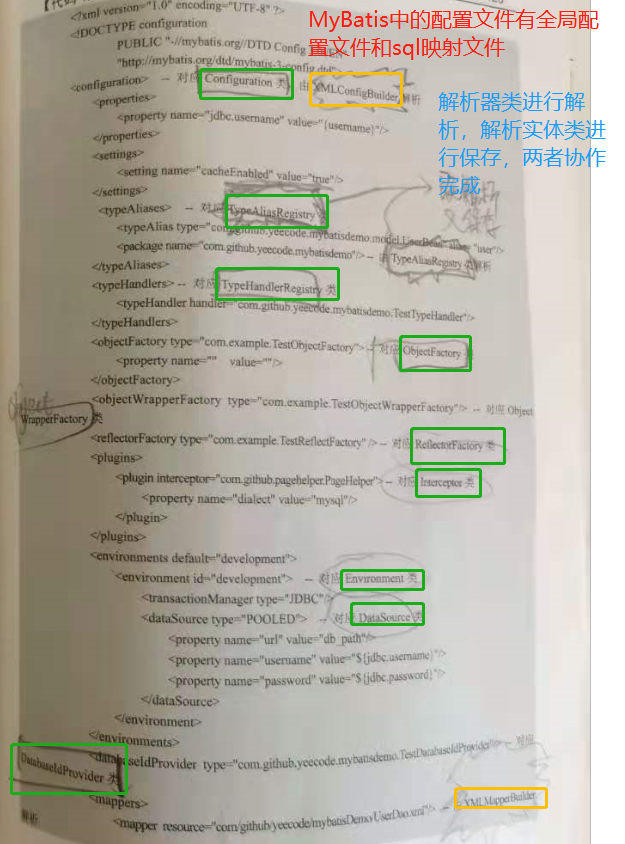 【代码
<?xml version="1.0" encoding="UTF-8" ?>
<!DOCTYPE configuration
PUBLIC "-//mybatis.org//DTD Config
"http://mybatis.org/dtd/mybatis-3-config.dtd">
MyBatis中的配置文件有全局配
置文件和sql映射文件
<configuration> -- 对应 Configuration 类, 由 XMLConfigBuilder 解析
<properties>
<property name="jdbc.username" value="{username}"/>
</properties>
解析器类进行解
析，解析实体类进
行保存，两者协作
完成
<settings>
<setting name="cacheEnabled" value="true"/>
</settings>
<typeAliases> -- 对应 TypeAliasRegistry 类
<typeAlias type="com.github.yeecode.mybatisdemo.model.UserBean" alias="user"/>
<package name="com.github.yeecode.mybatisdemo"/> -- 由 TypeAliasRegistry 类解析
</typeAliases>
<typeHandlers> -- 对应 TypeHandlerRegistry 类
<typeHandler handler="com.github.yeecode.mybatisdemo.TestTypeHandler"/>
</typeHandlers>
<objectFactory type="com.example.TestObjectFactory"> -- 对应 ObjectFactory 类
<property name="" value=""/>
</objectFactory>
<objectWrapperFactory type="com.example.TestObjectWrapperFactory"/> -- 对应 Object
WrapperFactory 类
<reflectorFactory type="com.example.TestReflectFactory" /> -- 对应 ReflectorFactory 类
<plugins>
<plugin interceptor="com.github.pagehelper.PageHelper"> -- 对应 Interceptor 类
<property name="dialect" value="mysql"/>
</plugin>
</plugins>
<environments default="development">
<environment id="development"> -- 对应 Environment 类
<transactionManager type="JDBC"/>
<dataSource type="POOLED"> -- 对应 DataSource 类
<property name="url" value="db_path"/>
<property name="username" value="${jdbc.username}"/>
<property name="password" value="${jdbc.password}"/>
</dataSource>
</environment>
</environments>
<databaseIdProvider type="com.github.yeecode.mybatisdemo.TestDatabaseIdProvider"/> -- 对应
DatabaseIdProvider 类
<mappers>
<mapper resource="com/github/yeecode/mybatisDemo/UserDao.xml"/> -- 由 XMLMapperBuilder
解析